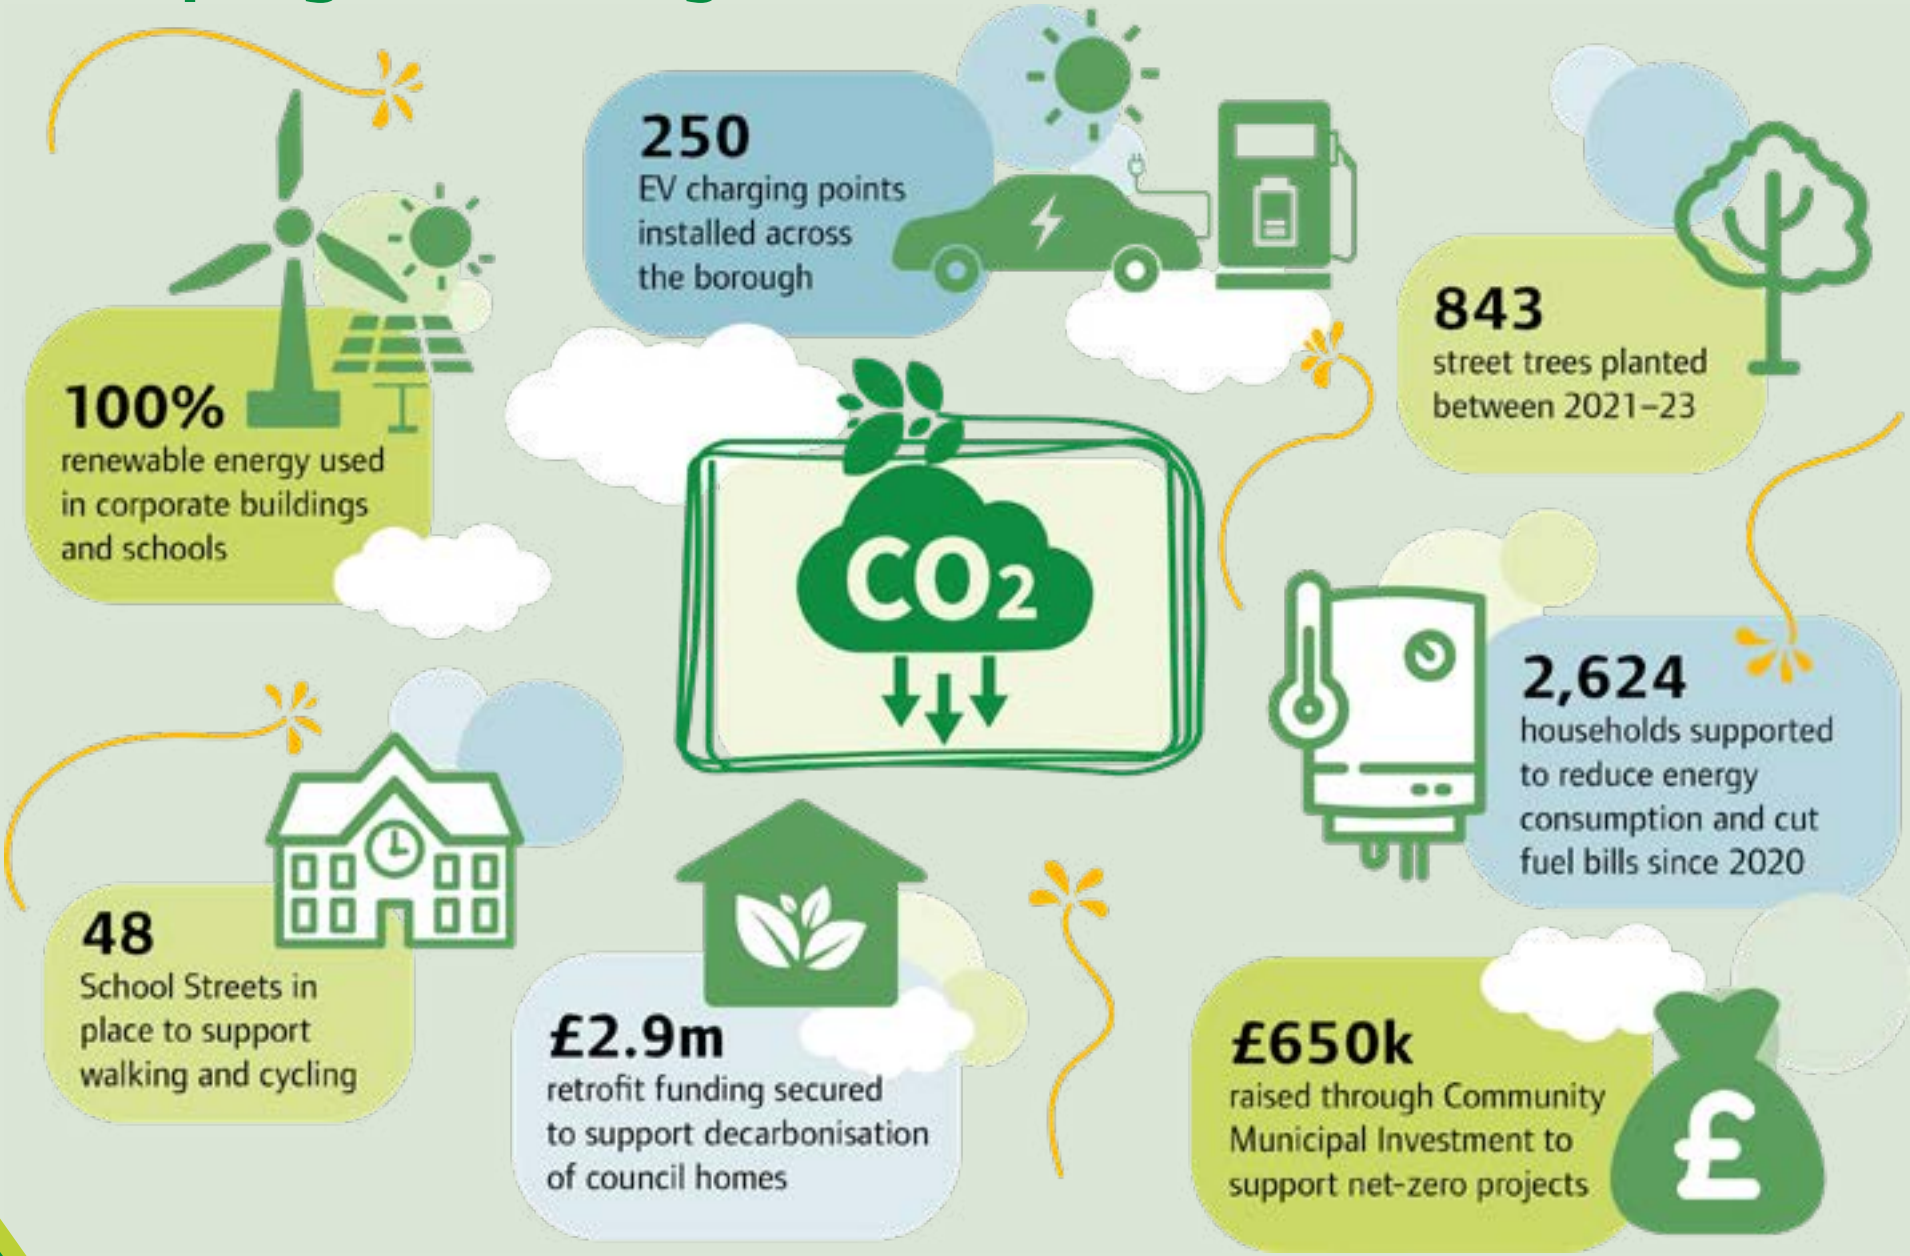 250
EV charging points
installed across
the borough
843
street trees planted
between 2021–23
100%
renewable energy used
in corporate buildings
and schools
CO2
2,624
households supported
to reduce energy
consumption and cut
fuel bills since 2020
48
School Streets in
place to support
walking and cycling
£2.9m
retrofit funding secured
to support decarbonisation
of council homes
£650k
raised through Community
Municipal Investment to
support net-zero projects
£